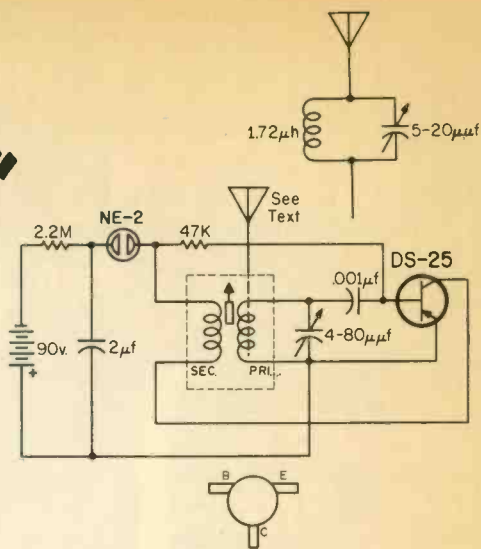 1.72μh
5-20μμf
See
Text
NE-2
2.2M
47K
DS-25
.001μf
90v.
2μf
4-80μμf
+
SEC.
PRI.
B
E
C